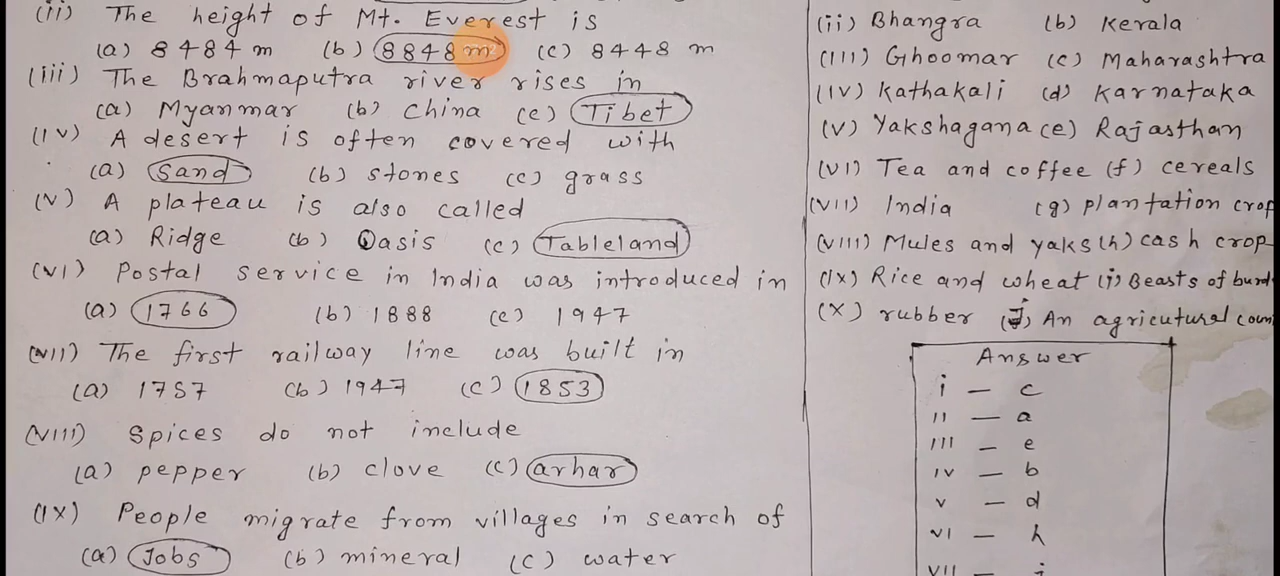 (ii) The height of Mt. Everest is
(a) 8484 m (b) 8848 m (c) 8448 m
(iii) The Brahmaputra river rises in
(a) Myanmar (b) China (c) Tibet
(iv) A desert is often covered with
(a) Sand (b) stones (c) grass
(v) A plateau is also called
(a) Ridge (b) Oasis (c) Tableland
(vi) Postal service in India was introduced in
(a) 1766 (b) 1888 (c) 1947
(vii) The first railway line was built in
(a) 1757 (b) 1947 (c) 1853
(viii) Spices do not include
(a) pepper (b) clove (c) arhar
(ix) People migrate from villages in search of
(a) Jobs (b) mineral (c) water
(ii) Bhangra (b) Kerala
(iii) Ghoomar (c) Maharashtra
(iv) Kathakali (d) Karnataka
(v) Yakshagana (e) Rajasthan
(vi) Tea and coffee (f) cereals
(vii) India (g) plantation crop
(viii) Mules and yaks (h) cash crop
(ix) Rice and wheat (i) Beasts of burd
(x) rubber (j) An agricutural coun
Answer
i – c
ii – a
iii – e
iv – b
v – d
vi – h
vii – j